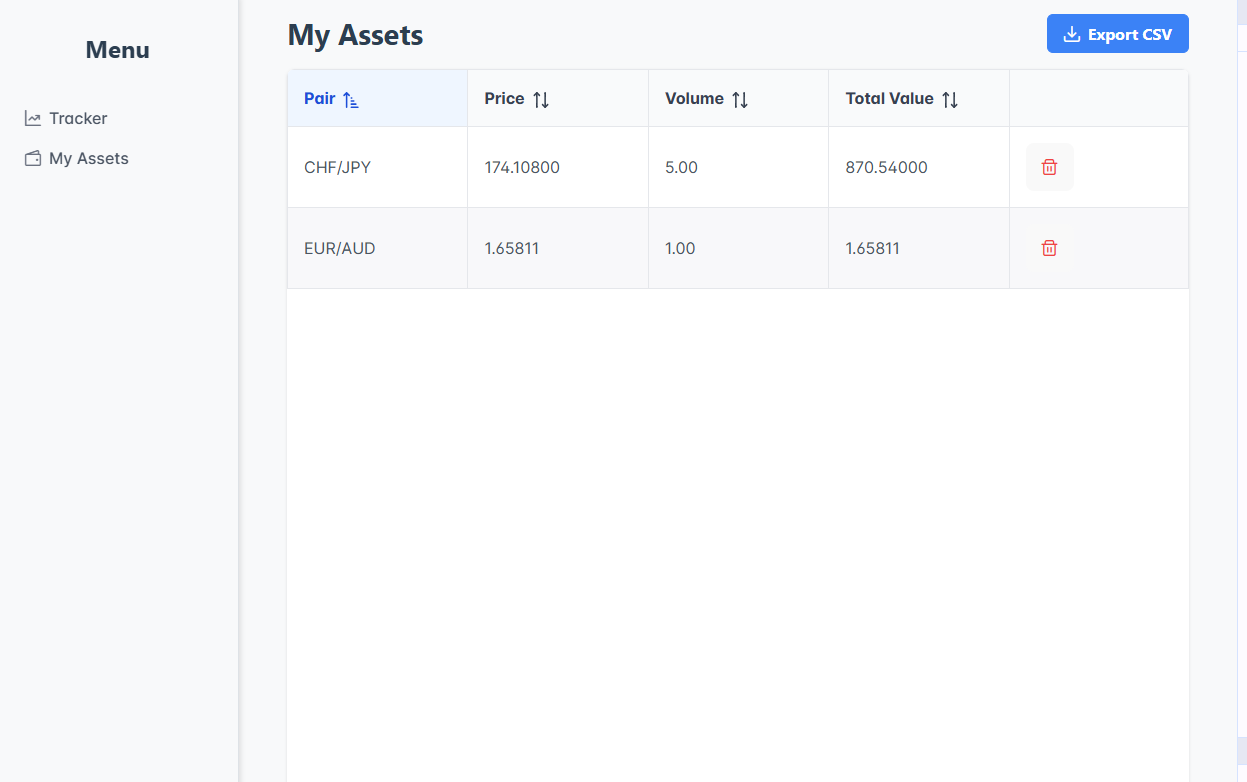 Menu
Tracker
My Assets
My Assets
Export CSV
Pair Price Volume Total Value
CHF/JPY 174.10800 5.00 870.54000
EUR/AUD 1.65811 1.00 1.65811